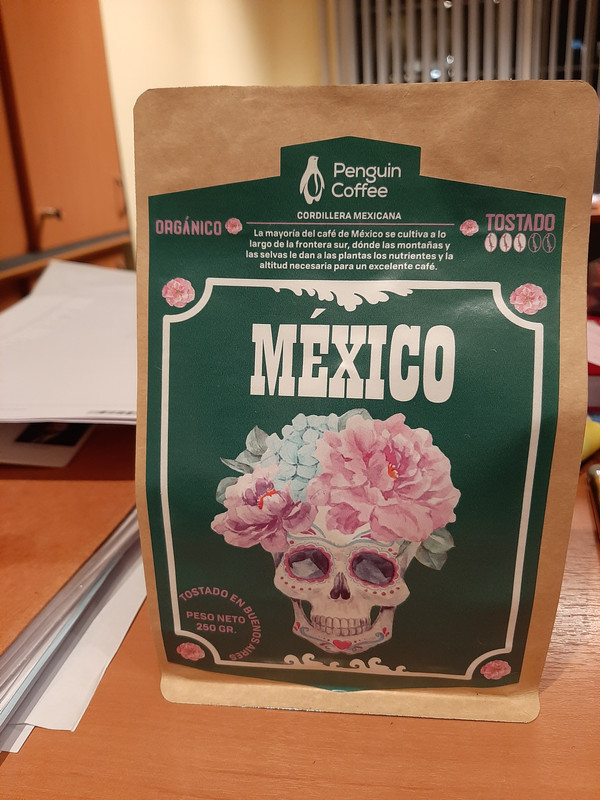 Penguin
Coffee
CORDILLERA MEXICANA
ORGÁNICO
TOSTADO
La mayoría del café de México se cultiva a lo
largo de la frontera sur, dónde las montañas y
las selvas le dan a las plantas los nutrientes y la
altitud necesaria para un excelente café.
MÉXICO
TOSTADO EN BUENOS AIRES
PESO NETO
250 GR.